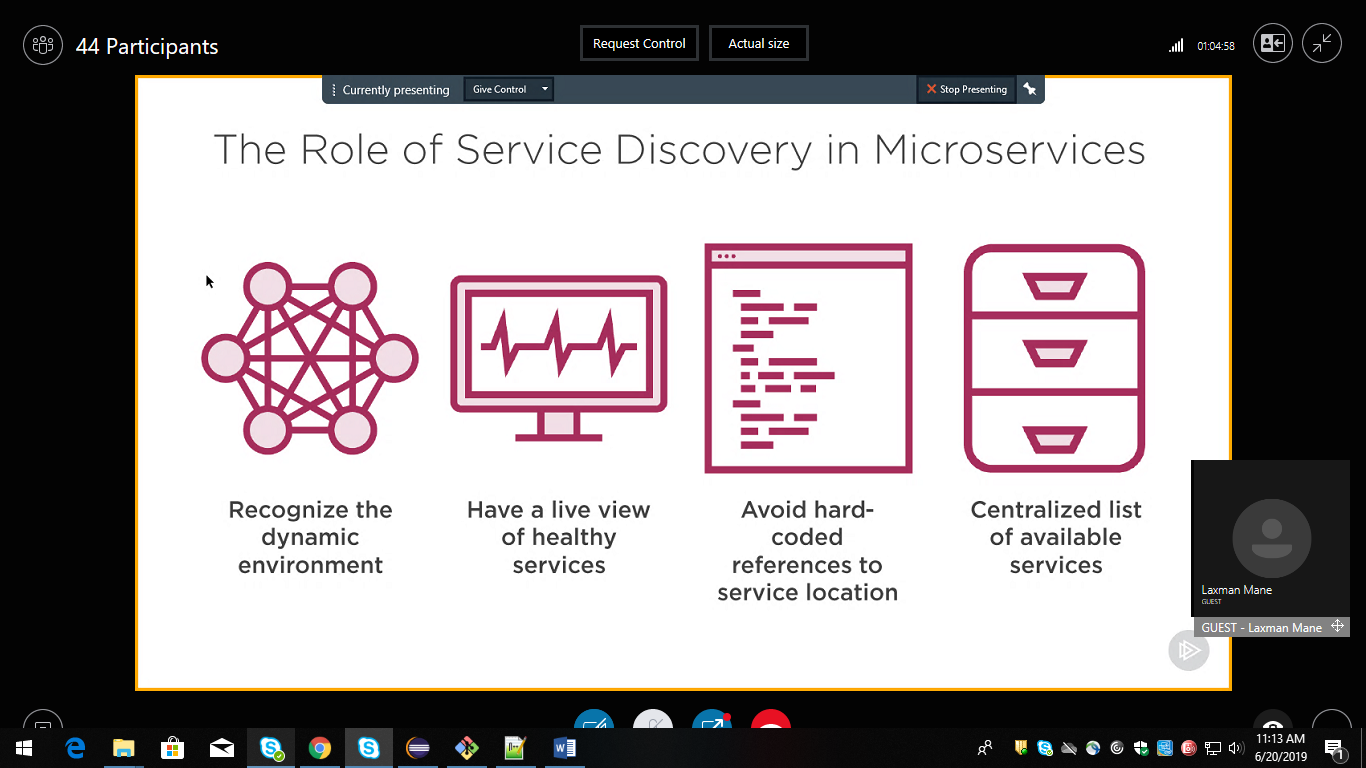 44 Participants
Request Control
Actual size
01:04:58
Currently presenting
Give Control
Stop Presenting
The Role of Service Discovery in Microservices
Recognize the
dynamic
environment
Have a live view
of healthy
services
Avoid hard-
coded
references to
service location
Centralized list
of available
services
Laxman Mane
GUEST
GUEST - Laxman Mane
11:13 AM
6/20/2019
1